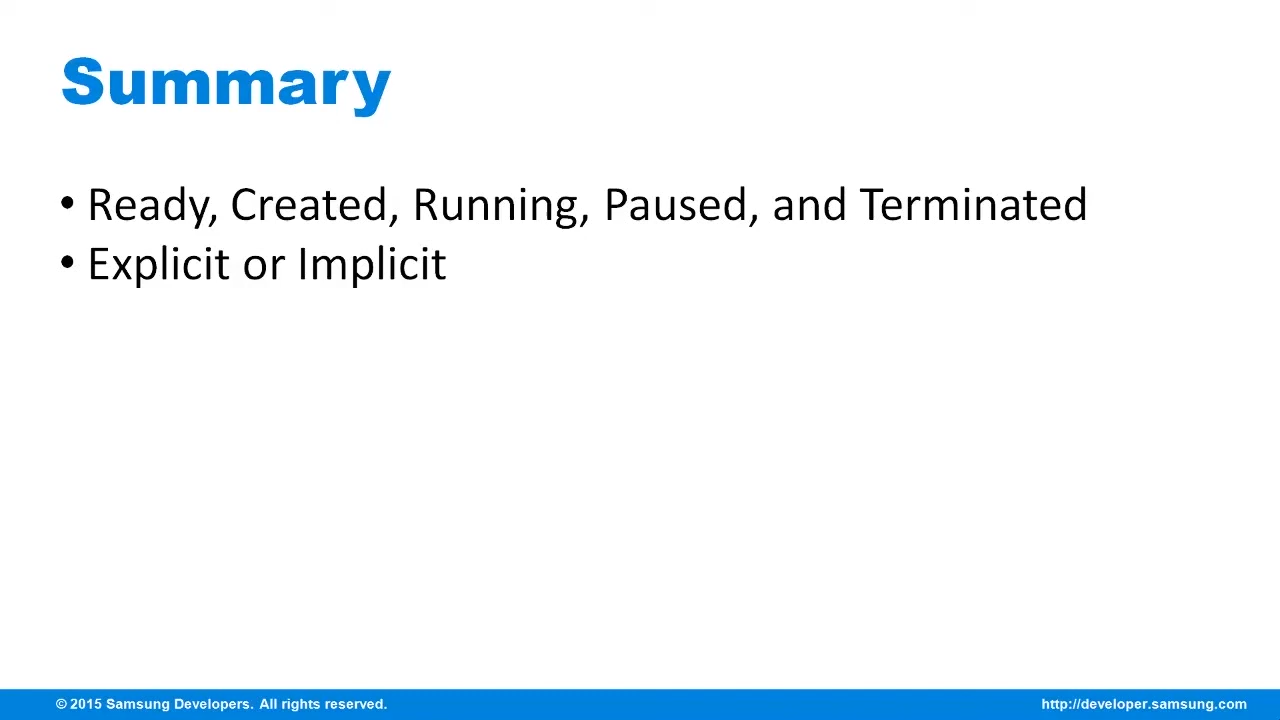 Summary
• Ready, Created, Running, Paused, and Terminated
• Explicit or Implicit
© 2015 Samsung Developers. All rights reserved.
http://developer.samsung.com